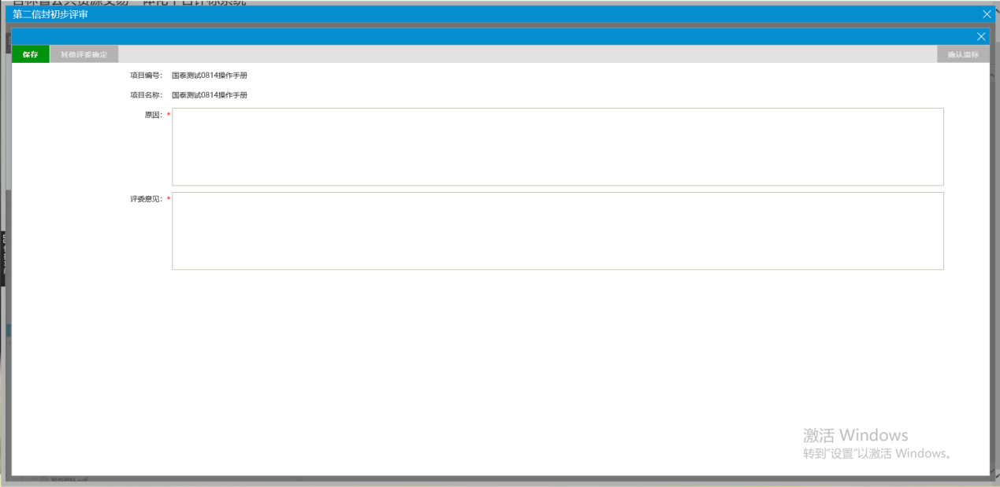 第二信封初步评审
保存 其他评委确定 确认流标
项目编号： 国泰测试0814操作手册
项目名称： 国泰测试0814操作手册
原因： *
评委意见： *
激活 Windows
转到"设置"以激活 Windows。